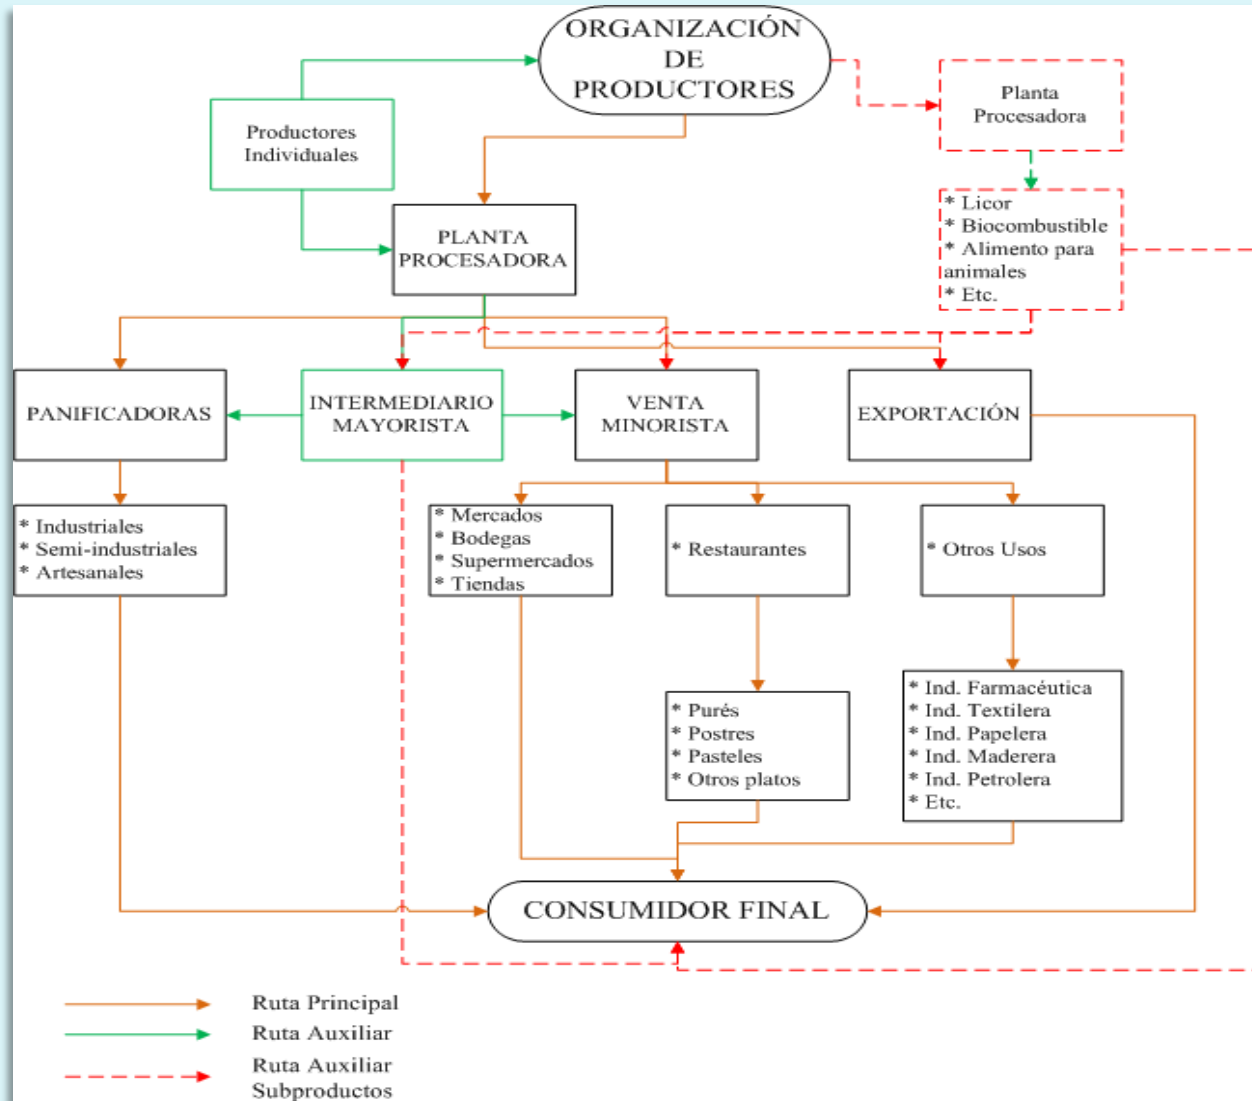 ORGANIZACIÓN
DE
PRODUCTORES
Productores
Individuales
Planta
Procesadora
PLANTA
PROCESADORA
* Licor
* Biocombustible
* Alimento para
animales
* Etc.
PANIFICADORAS
INTERMEDIARIO
MAYORISTA
VENTA
MINORISTA
EXPORTACIÓN
* Industriales
* Semi-industriales
* Artesanales
* Mercados
* Bodegas
* Supermercados
* Tiendas
* Restaurantes
* Otros Usos
* Purés
* Postres
* Pasteles
* Otros platos
* Ind. Farmacéutica
* Ind. Textilera
* Ind. Papelera
* Ind. Maderera
* Ind. Petrolera
* Etc.
CONSUMIDOR FINAL
Ruta Principal
Ruta Auxiliar
Ruta Auxiliar
Subproductos